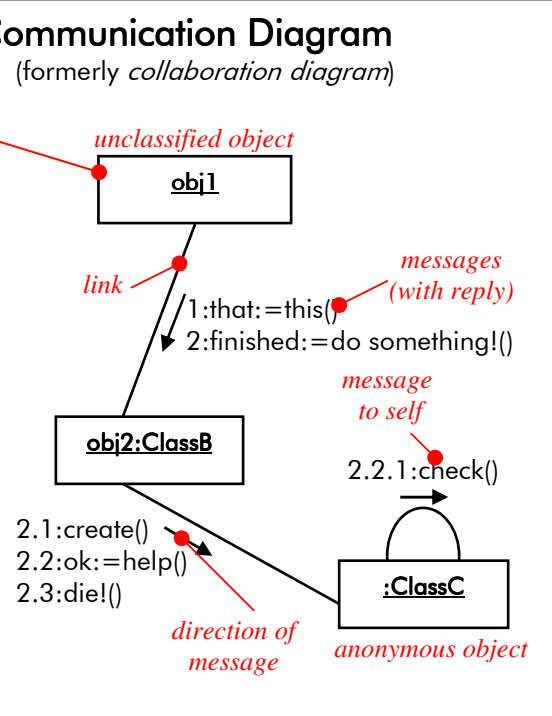 Communication Diagram
(formerly collaboration diagram)
unclassified object
obj1
link
messages
(with reply)
1:that:=this()
2:finished:=do something!()
message
to self
obj2:ClassB
2.2.1:check()
2.1:create()
2.2:ok:=help()
2.3:die!()
:ClassC
direction of
message
anonymous object